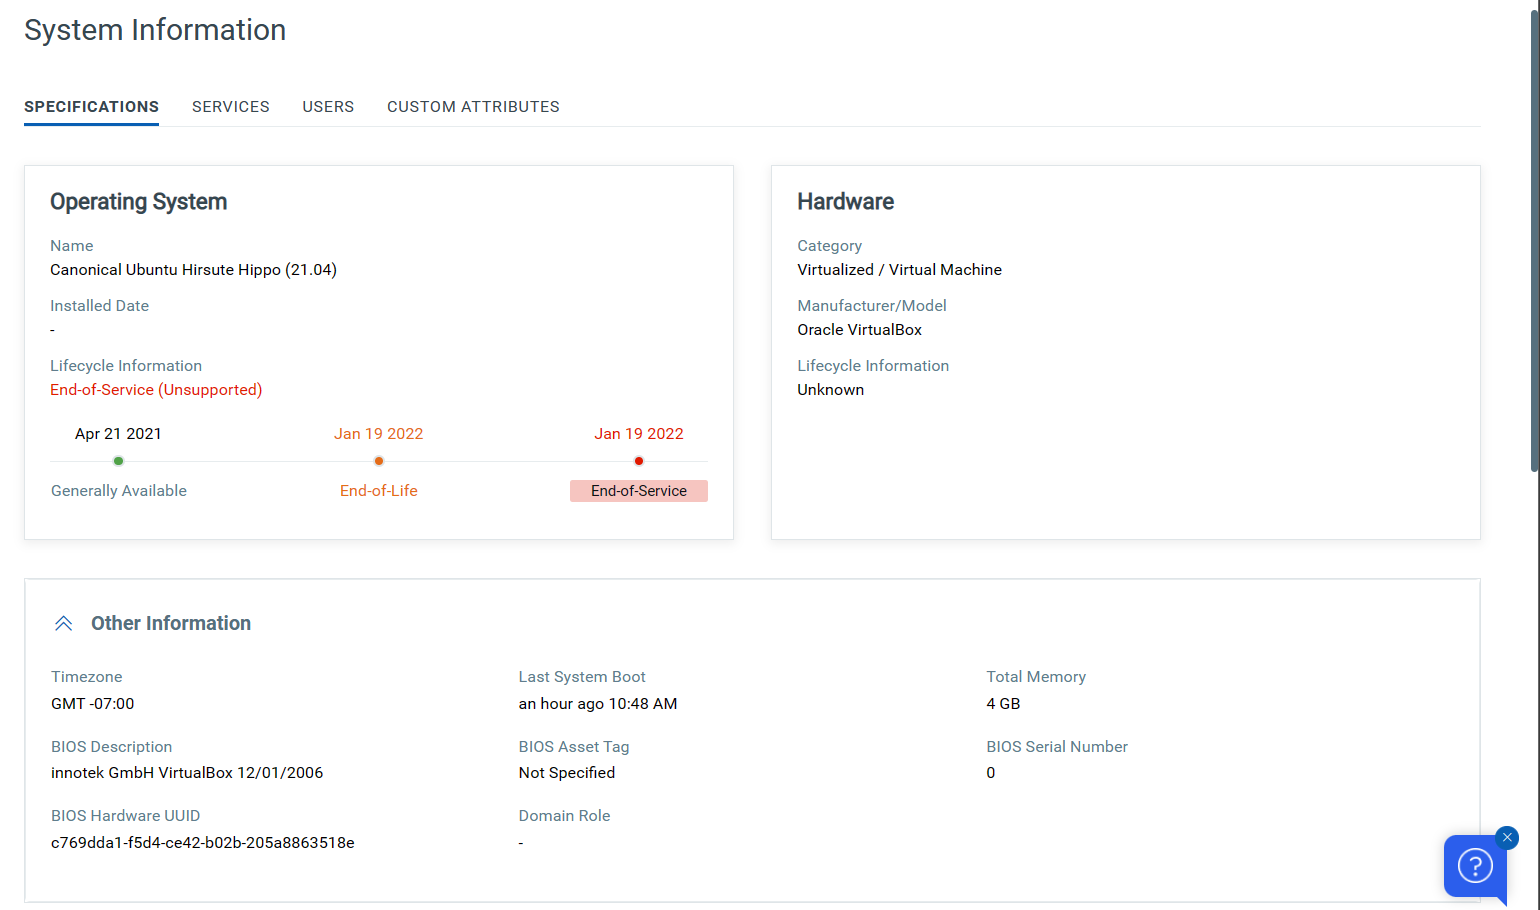 System Information
SPECIFICATIONS SERVICES USERS CUSTOM ATTRIBUTES
Operating System
Name
Canonical Ubuntu Hirsute Hippo (21.04)
Installed Date
-
Lifecycle Information
End-of-Service (Unsupported)
Apr 21 2021 Jan 19 2022 Jan 19 2022
Generally Available End-of-Life End-of-Service
Hardware
Category
Virtualized / Virtual Machine
Manufacturer/Model
Oracle VirtualBox
Lifecycle Information
Unknown
Other Information
Timezone Last System Boot Total Memory
GMT -07:00 an hour ago 10:48 AM 4 GB
BIOS Description BIOS Asset Tag BIOS Serial Number
innotek GmbH VirtualBox 12/01/2006 Not Specified 0
BIOS Hardware UUID Domain Role
c769dda1-f5d4-ce42-b02b-205a8863518e -
?